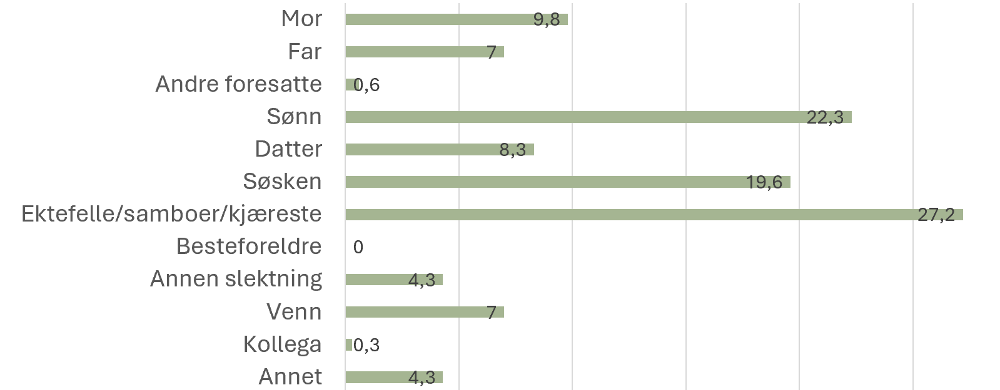 Mor 9,8
Far 7
Andre foresatte 0,6
Sønn 22,3
Datter 8,3
Søsken 19,6
Ektefelle/samboer/kjæreste 27,2
Besteforeldre 0
Annen slektning 4,3
Venn 7
Kollega 0,3
Annet 4,3